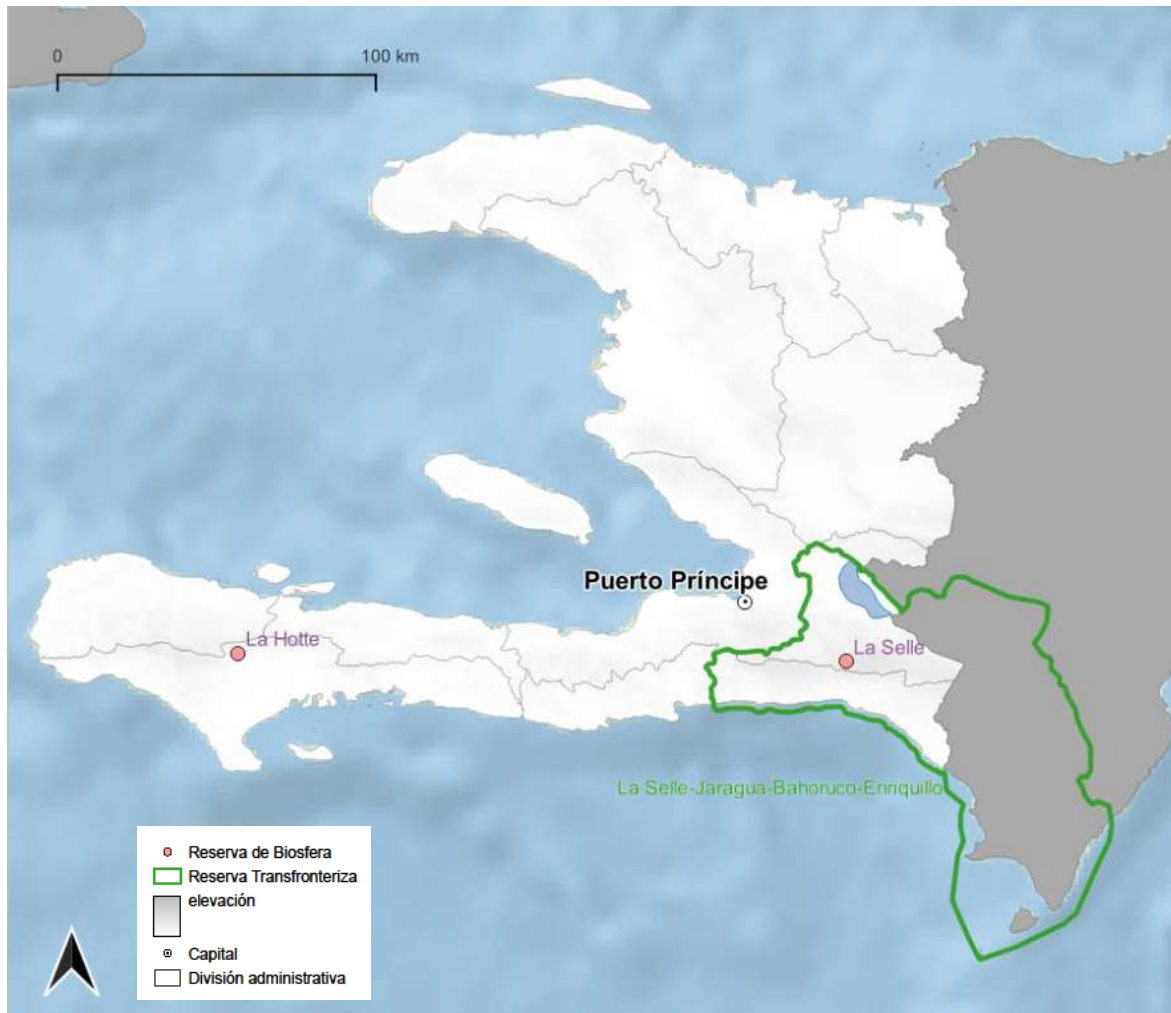 0 100 km
Puerto Príncipe
La Hotte
La Selle
La Selle-Jaragua-Bahoruco-Enriquillo
Reserva de Biosfera
Reserva Transfronteriza
elevación
Capital
División administrativa